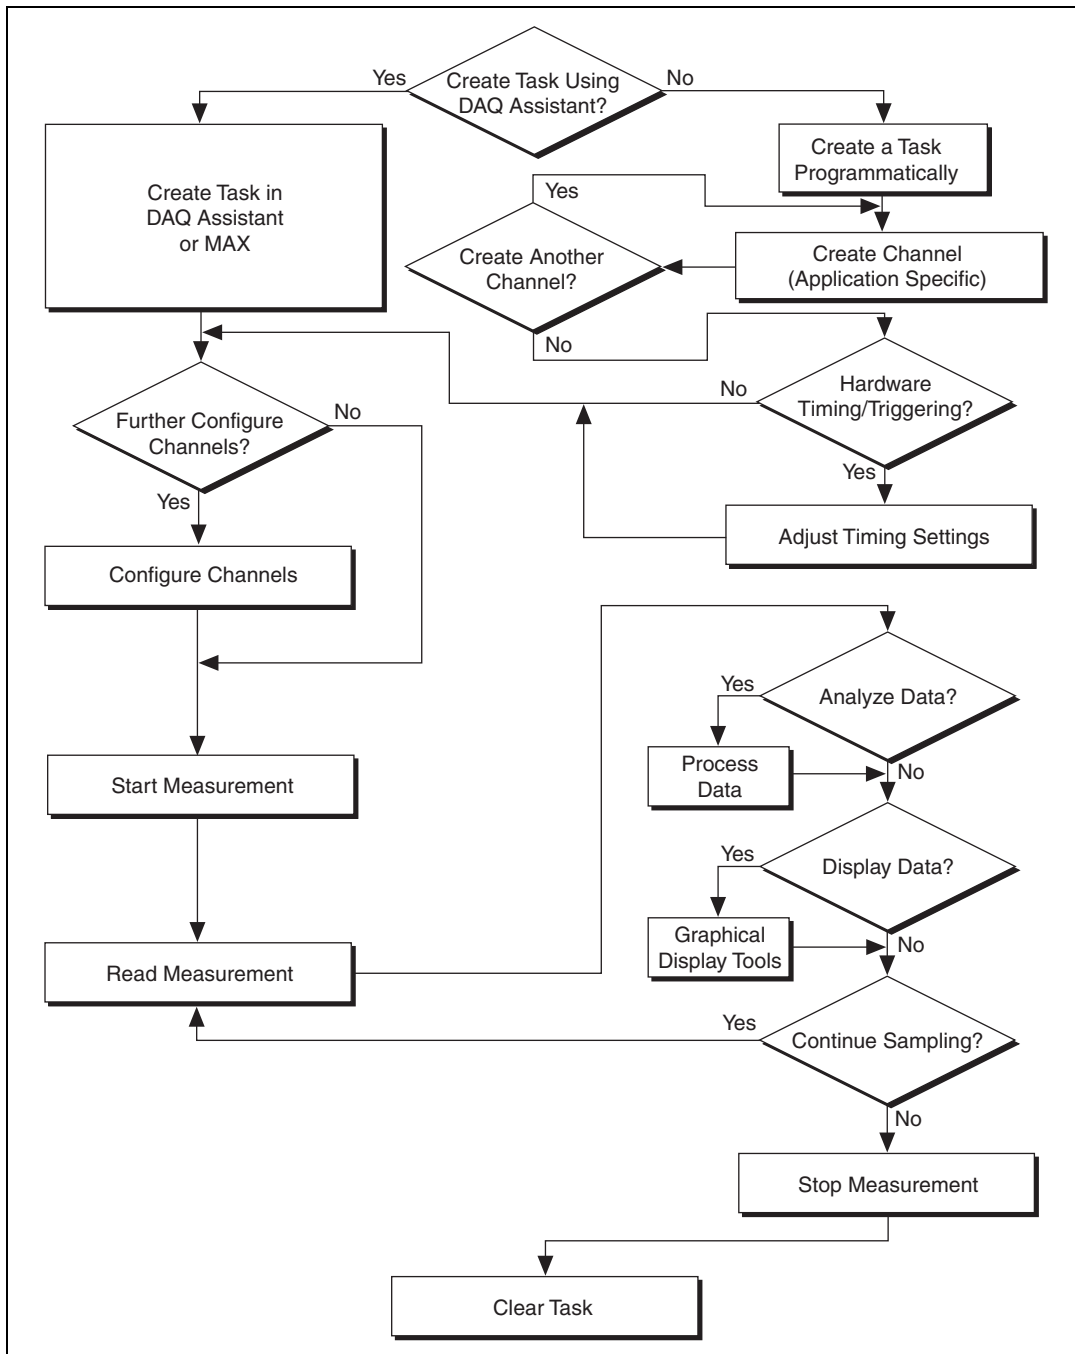 Create Task Using
DAQ Assistant?
Yes
No
Create Task in
DAQ Assistant
or MAX
Create a Task
Programmatically
Yes
Create Another
Channel?
Create Channel
(Application Specific)
No
Hardware
Timing/Triggering?
No
Yes
Adjust Timing Settings
Further Configure
Channels?
No
Yes
Configure Channels
Start Measurement
Read Measurement
Analyze Data?
Yes
Process
Data
No
Display Data?
Yes
Graphical
Display Tools
No
Continue Sampling?
Yes
No
Stop Measurement
Clear Task